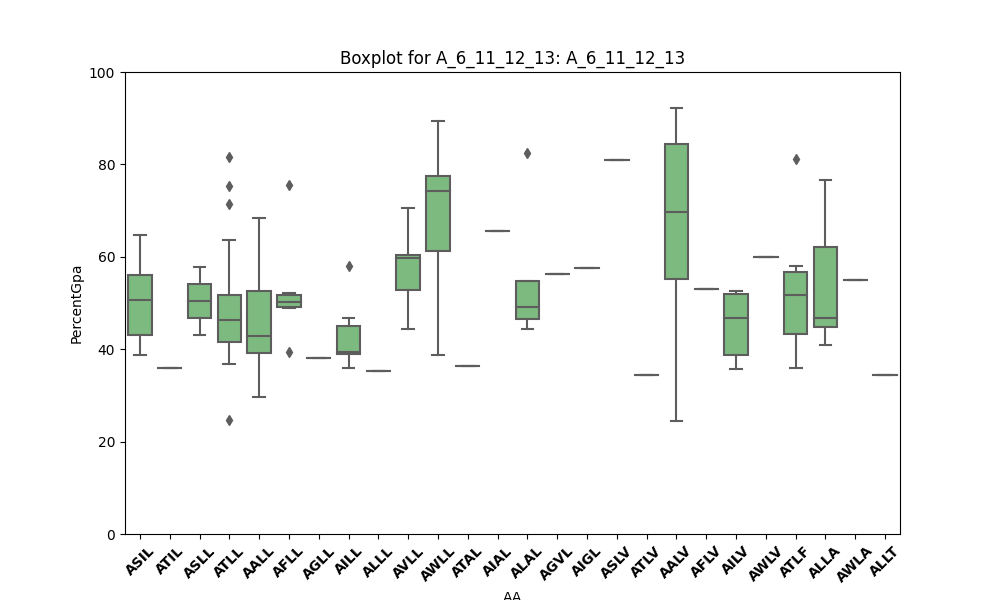 Boxplot for A_6_11_12_13: A_6_11_12_13
100
80
60
40
20
0
PercentGpa
ASIL ATIL ASLL ATLL AALL AFLL AGLL AILL ALLL AVLL AWLL ATAL AIAL ALAL AGVL AIGL ASLV ATLV AALV AFLV AILV AWLV ATLF ALLA AWLA ALLT
AA